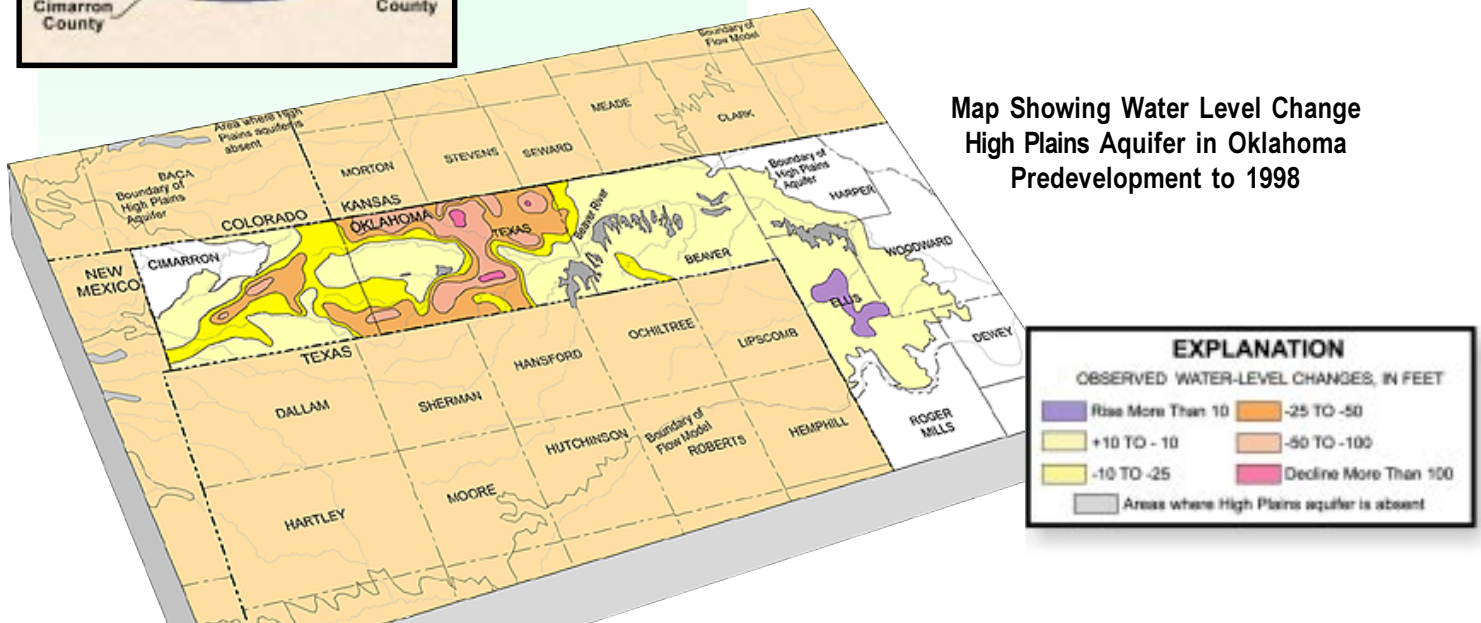 Cimarron
County
County
Map Showing Water Level Change
High Plains Aquifer in Oklahoma
Predevelopment to 1998
Boundary of
Flow Model
Area where High
Plains aquifer is
absent
MEADE
CLARK
STEVENS
SEWARD
MORTON
BACA
Boundary of
High Plains
Aquifer
COLORADO
KANSAS
OKLAHOMA
TEXAS
Beaver River
Boundary of
High Plains
Aquifer
HARPER
NEW
MEXICO
CIMARRON
BEAVER
WOODWARD
ELLIS
DEWEY
TEXAS
HANSFORD
OCHILTREE
LIPSCOMB
DALLAM
SHERMAN
HUTCHINSON
Boundary of
Flow Model
ROBERTS
HEMPHILL
ROGER
MILLS
HARTLEY
MOORE
EXPLANATION
OBSERVED WATER-LEVEL CHANGES, IN FEET
Rise More Than 10
-25 TO -50
+10 TO - 10
-50 TO -100
-10 TO -25
Decline More Than 100
Areas where High Plains aquifer is absent